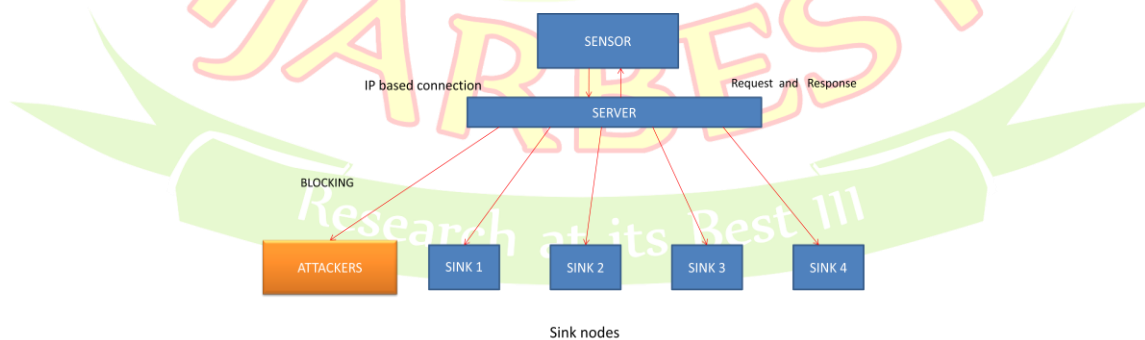 IJARBEST
SENSOR
IP based connection
Request and Response
SERVER
BLOCKING
Research at its Best !!!
ATTACKERS
SINK 1
SINK 2
SINK 3
SINK 4
Sink nodes